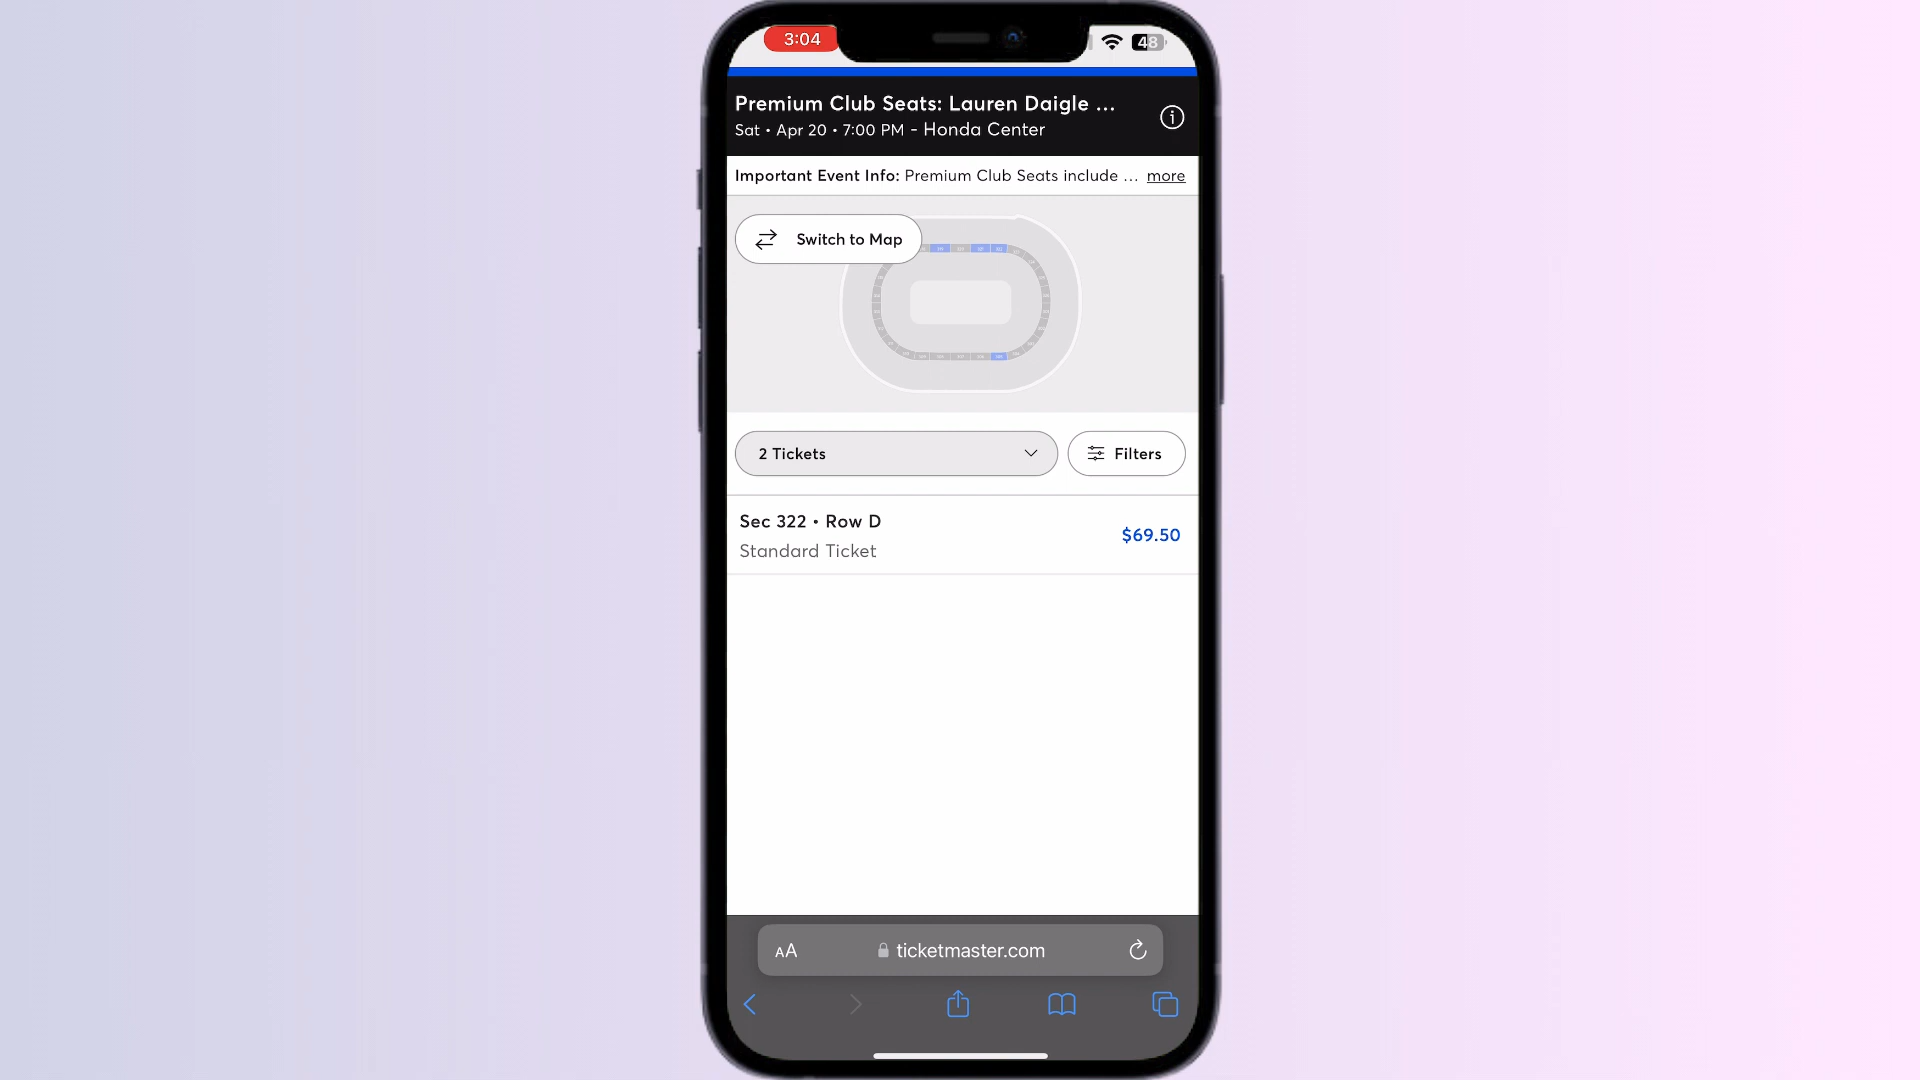 3:04
48
Premium Club Seats: Lauren Daigle ...
Sat • Apr 20 • 7:00 PM - Honda Center
Important Event Info: Premium Club Seats include ... more
Switch to Map
2 Tickets
Filters
Sec 322 • Row D
$69.50
Standard Ticket
AA
ticketmaster.com